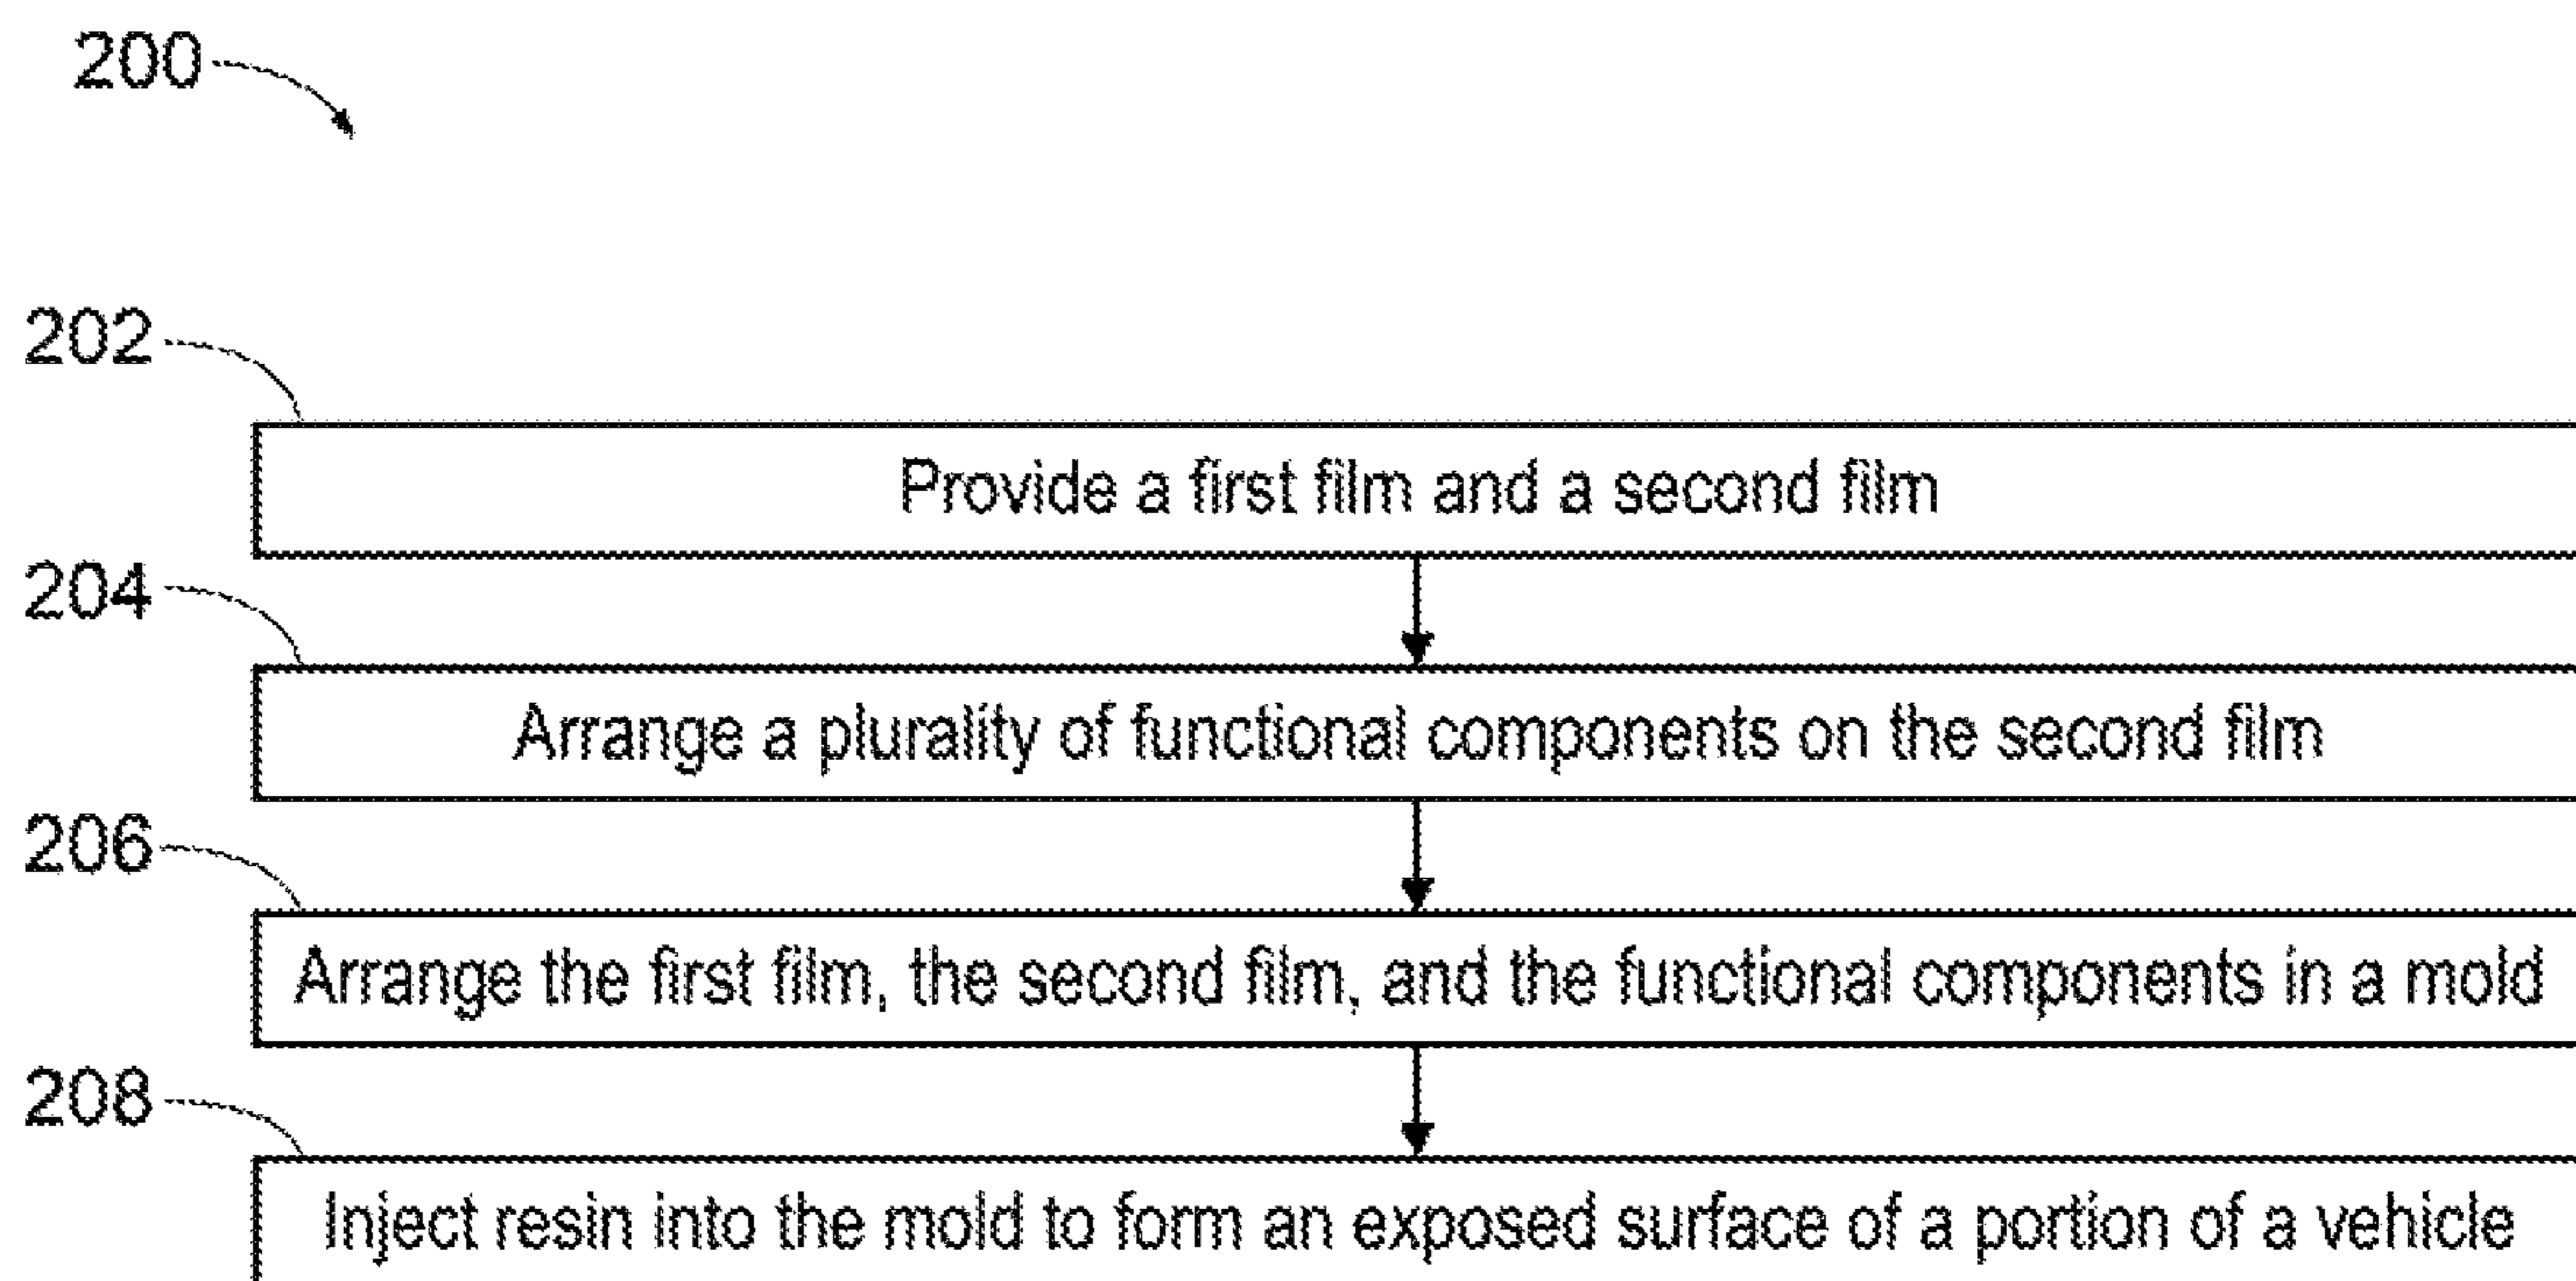 200
202
Provide a first film and a second film
204
Arrange a plurality of functional components on the second film
206
Arrange the first film, the second film, and the functional components in a mold
208
Inject resin into the mold to form an exposed surface of a portion of a vehicle